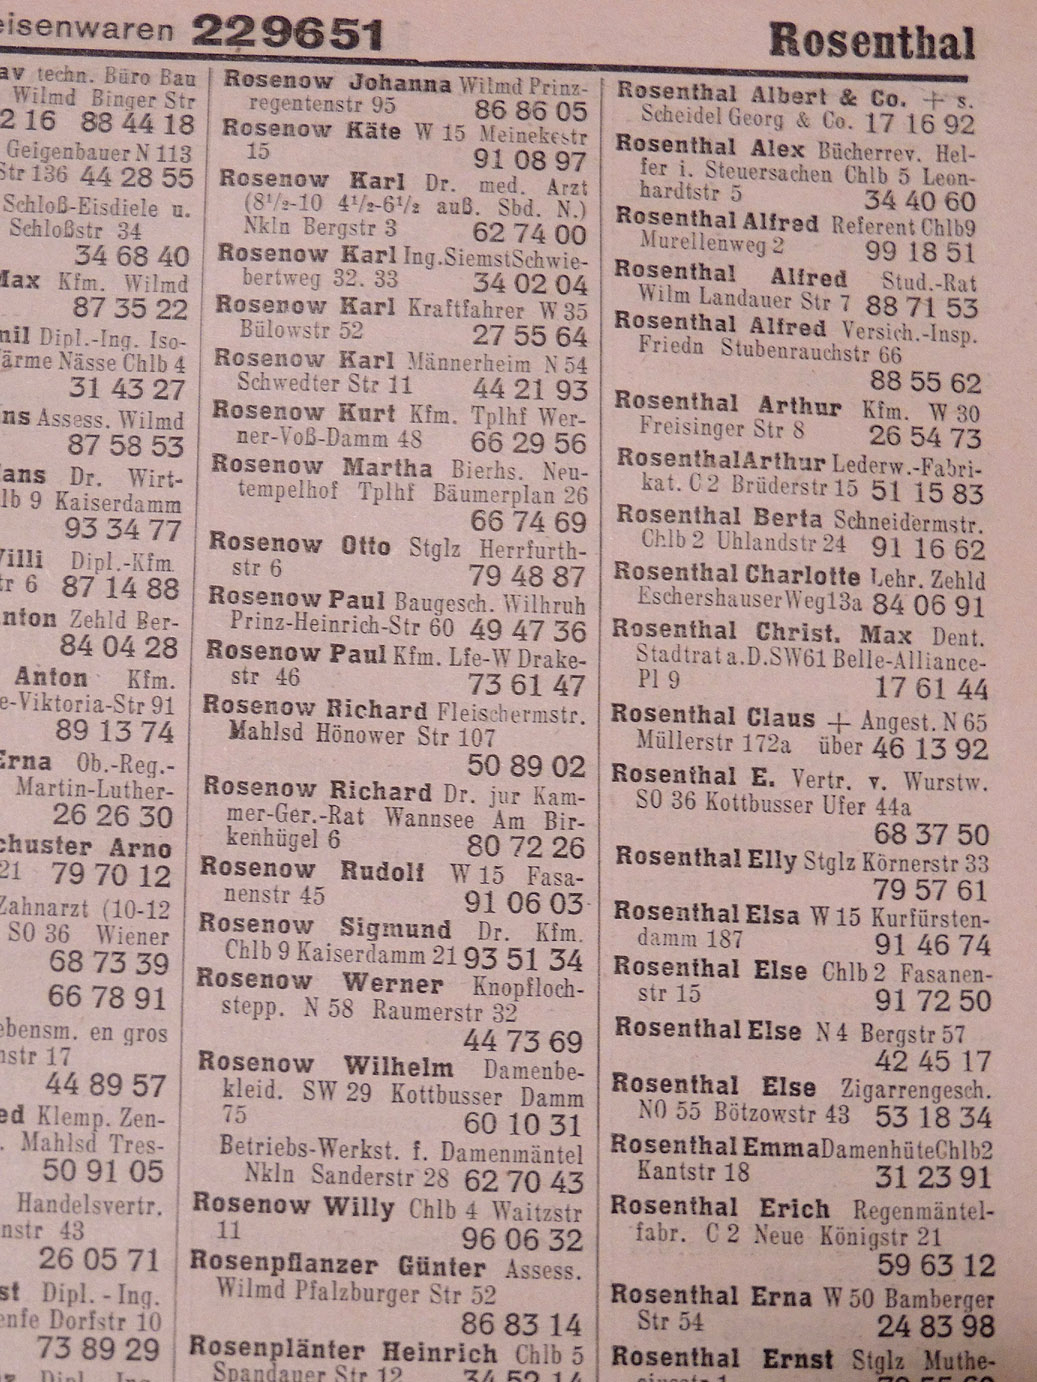 eisenwaren 229651
Rosenthal
av techn. Büro Bau
Wilmd Binger Str
2 16 88 44 18
Geigenbauer N 113
Str 136 44 28 55
Schloß-Eisdiele u.
Schloßstr 34
34 68 40
Max Kfm. Wilmd
87 35 22
mil Dipl.-Ing. Iso-
ärme Nässe Chlb 4
31 43 27
ns Assess. Wilmd
87 58 53
ans Dr. Wirt-
lb 9 Kaiserdamm
93 34 77
Villi Dipl.-Kfm
tr 6 87 14 88
nton Zehld Ber-
84 04 28
Anton Kfm.
e-Viktoria-Str 91
89 13 74
Erna Ob.-Reg.-
Martin-Luther-
26 26 30
chuster Arno
21 79 70 12
Zahnarzt (10-12
SO 36 Wiener
68 73 39
66 78 91
ebensm. en gros
nstr 17
44 89 57
ed Klemp. Zen-
. Mahlsd Tres-
50 91 05
Handelsvertr.
nstr 43
26 05 71
st Dipl.-Ing.
enfe Dorfstr 10
73 89 29
Dipl. Ing.
Rosenow Johanna Wilmd Prinz-
regentenstr 95 86 86 05
Rosenow Käte W 15 Meinekestr
15 91 08 97
Rosenow Karl Dr. med. Arzt
(8½-10 4½-6½ auß. Sbd. N.)
Nkln Bergstr 3 62 74 00
Rosenow Karl Ing.SiemstSchwie-
bertweg 32. 33 34 02 04
Rosenow Karl Kraftfahrer W 35
Bülowstr 52 27 55 64
Rosenow Karl Männerheim N 54
Schwedter Str 11 44 21 93
Rosenow Kurt Kfm. Tplhf Wer-
ner-Voß-Damm 48 66 29 56
Rosenow Martha Bierhs. Neu-
tempelhof Tplhf Bäumerplan 26
66 74 69
Rosenow Otto Stglz Herrfurth-
str 6 79 48 87
Rosenow Paul Baugesch. Wilhruh
Prinz-Heinrich-Str 60 49 47 36
Rosenow Paul Kfm. Lfe-W Drake-
str 46 73 61 47
Rosenow Richard Fleischermstr.
Mahlsd Hönower Str 107
50 89 02
Rosenow Richard Dr. jur Kam-
mer-Ger.-Rat Wannsee Am Bir-
kenhügel 6 80 72 26
Rosenow Rudolf W 15 Fasa-
nenstr 45 91 06 03
Rosenow Sigmund Dr. Kfm.
Chlb 9 Kaiserdamm 21 93 51 34
Rosenow Werner Knopfloch-
stepp. N 58 Raumerstr 32
44 73 69
Rosenow Wilhelm Damenbe-
kleid. SW 29 Kottbusser Damm
75 60 10 31
Betriebs-Werkst. f. Damenmäntel
Nkln Sanderstr 28 62 70 43
Rosenow Willy Chlb 4 Waitzstr
11 96 06 32
Rosenpflanzer Günter Assess.
Wilmd Pfalzburger Str 52
86 83 14
Rosenplänter Heinrich Chlb 5
Spandauer Str 12 34 52 14
Rosenthal Albert & Co. + s.
Scheidel Georg & Co. 17 16 92
Rosenthal Alex Bücherrev. Hel-
fer i. Steuersachen Chlb 5 Leon-
hardtstr 5 34 40 60
Rosenthal Alfred Referent Chlb9
Murellenweg 2 99 18 51
Rosenthal Alfred Stud.-Rat
Wilm Landauer Str 7 88 71 53
Rosenthal Alfred Versich.-Insp.
Friedn Stubenrauchstr 66
88 55 62
Rosenthal Arthur Kfm. W 30
Freisinger Str 8 26 54 73
Rosenthal Arthur Lederw.-Fabri-
kat. C 2 Brüderstr 15 51 15 83
Rosenthal Berta Schneidermstr.
Chlb 2 Uhlandstr 24 91 16 62
Rosenthal Charlotte Lehr. Zehld
Eschershauser Weg 13a 84 06 91
Rosenthal Christ. Max Dent.
Stadtrat a.D. SW61 Belle-Alliance-
Pl 9 17 61 44
Rosenthal Claus + Angest. N 65
Müllerstr 172a über 46 13 92
Rosenthal E. Vertr. v. Wurstw.
SO 36 Kottbusser Ufer 44a
68 37 50
Rosenthal Elly Stglz Körnerstr 33
79 57 61
Rosenthal Elsa W 15 Kurfürsten-
damm 187 91 46 74
Rosenthal Else Chlb 2 Fasanen-
str 15 91 72 50
Rosenthal Else N 4 Bergstr 57
42 45 17
Rosenthal Else Zigarrengesch.
NO 55 Bötzowstr 43 53 18 34
Rosenthal Emma Damenhüte Chlb2
Kantstr 18 31 23 91
Rosenthal Erich Regenmäntel-
fabr. C 2 Neue Königstr 21
59 63 12
Rosenthal Erna W 50 Bamberger
Str 54 24 83 98
Rosenthal Ernst Stglz Muthe-